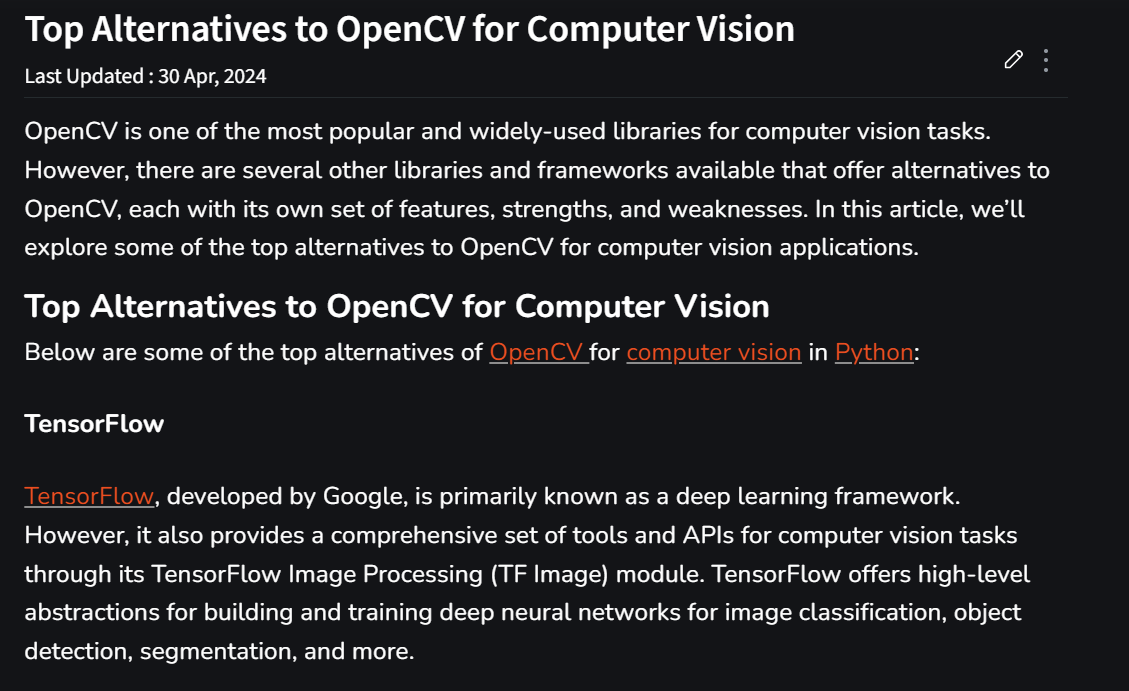 Top Alternatives to OpenCV for Computer Vision
Last Updated : 30 Apr, 2024
OpenCV is one of the most popular and widely-used libraries for computer vision tasks.
However, there are several other libraries and frameworks available that offer alternatives to
OpenCV, each with its own set of features, strengths, and weaknesses. In this article, we’ll
explore some of the top alternatives to OpenCV for computer vision applications.
Top Alternatives to OpenCV for Computer Vision
Below are some of the top alternatives of OpenCV for computer vision in Python:
TensorFlow
TensorFlow, developed by Google, is primarily known as a deep learning framework.
However, it also provides a comprehensive set of tools and APIs for computer vision tasks
through its TensorFlow Image Processing (TF Image) module. TensorFlow offers high-level
abstractions for building and training deep neural networks for image classification, object
detection, segmentation, and more.